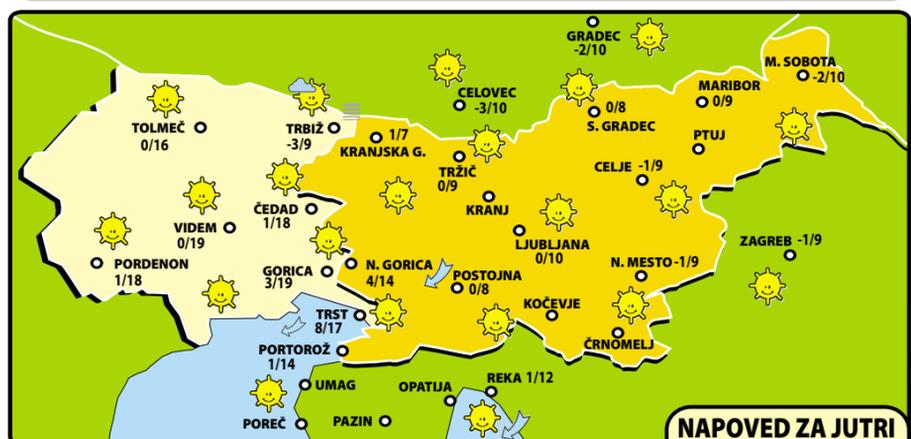 GRADEC
-2/10
M. SOBOTA
-2/10
CELOVEC
-3/10
MARIBOR
0/9
0/8
S. GRADEC
TOLMEČ
0/16
TRBIŽ
-3/9
1/7
KRANJSKA G.
PTUJ
TRŽIČ
0/9
CELJE -1/9
KRANJ
ČEDAD
1/18
VIDEM
0/19
LJUBLJANA
0/10
ZAGREB -1/9
PORDENON
1/18
GORICA
3/19
N. GORICA
4/14
POSTOJNA
0/8
N. MESTO -1/9
KOČEVJE
TRST
8/17
ČRNOMELJ
PORTOROŽ
1/14
UMAG
OPATIJA
REKA 1/12
POREČ
PAZIN
NAPOVED ZA JUTRI